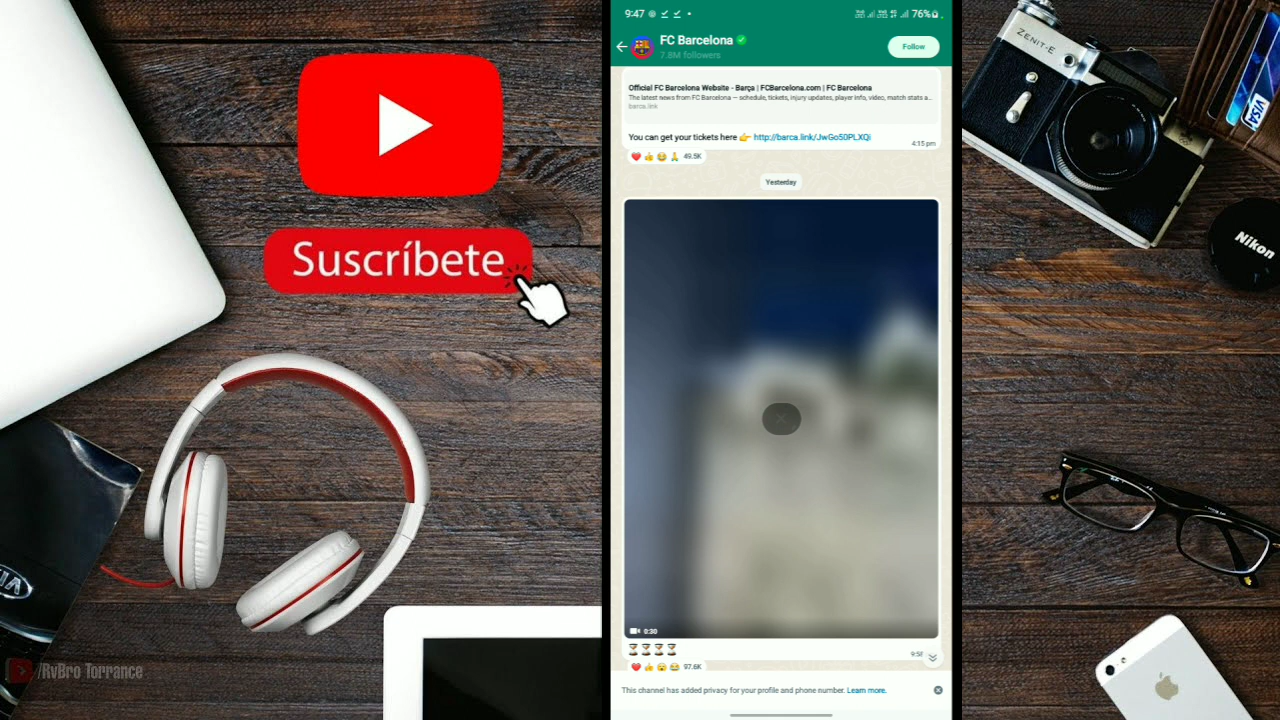 Suscríbete
/RvBro Torrance
9:47
76%
FC Barcelona
7.8M followers
Follow
Official FC Barcelona Website - Barça | FCBarcelona.com | FC Barcelona
The latest news from FC Barcelona — schedule, tickets, injury updates, player info, video, match stats a...
barca.link
You can get your tickets here 👉 http://barca.link/JwGo50PLXQi
4:15 pm
❤️👍😂🙏 49.5K
Yesterday
0:30
⏳⏳⏳⏳
❤️👍😮😂 97.6K
This channel has added privacy for your profile and phone number. Learn more.
ZENIT-E
VISA
Nikon